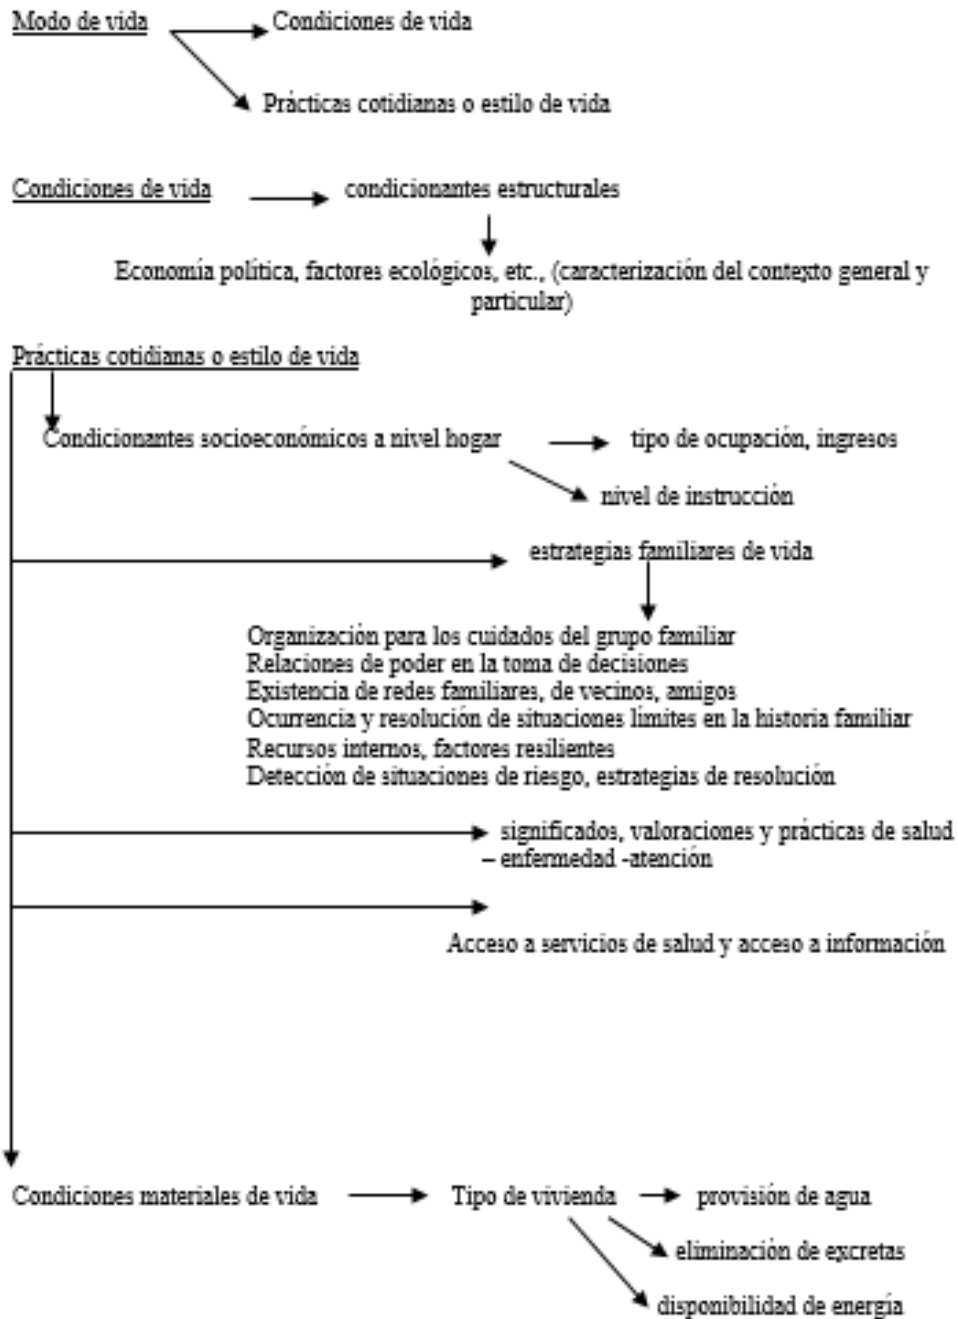 Modo de vida
Condiciones de vida
Prácticas cotidianas o estilo de vida
Condiciones de vida
condicionantes estructurales
Economía política, factores ecológicos, etc., (caracterización del contexto general y
particular)
Prácticas cotidianas o estilo de vida
Condicionantes socioeconómicos a nivel hogar
tipo de ocupación, ingresos
nivel de instrucción
estrategias familiares de vida
Organización para los cuidados del grupo familiar
Relaciones de poder en la toma de decisiones
Existencia de redes familiares, de vecinos, amigos
Ocurrencia y resolución de situaciones límites en la historia familiar
Recursos internos, factores resilientes
Detección de situaciones de riesgo, estrategias de resolución
significados, valoraciones y prácticas de salud
– enfermedad -atención
Acceso a servicios de salud y acceso a información
Condiciones materiales de vida
Tipo de vivienda
provisión de agua
eliminación de excretas
disponibilidad de energía